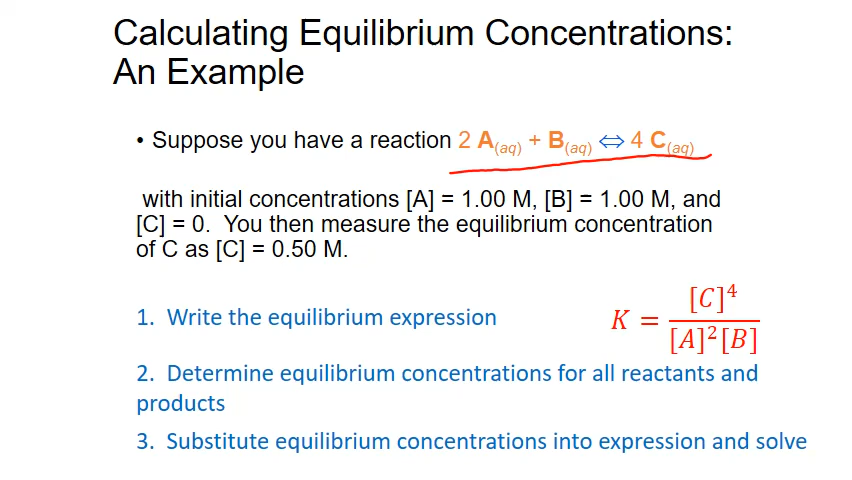 Calculating Equilibrium Concentrations:
An Example
• Suppose you have a reaction 2 A(aq) + B(aq) ⇔ 4 C(aq)
with initial concentrations [A] = 1.00 M, [B] = 1.00 M, and
[C] = 0. You then measure the equilibrium concentration
of C as [C] = 0.50 M.
1. Write the equilibrium expression
K = [C]⁴ / [A]²[B]
2. Determine equilibrium concentrations for all reactants and
products
3. Substitute equilibrium concentrations into expression and solve